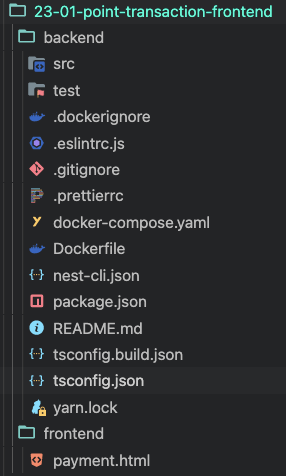 23-01-point-transaction-frontend
backend
src
test
.dockerignore
.eslintrc.js
.gitignore
.prettierrc
docker-compose.yaml
Dockerfile
nest-cli.json
package.json
README.md
tsconfig.build.json
tsconfig.json
yarn.lock
frontend
payment.html